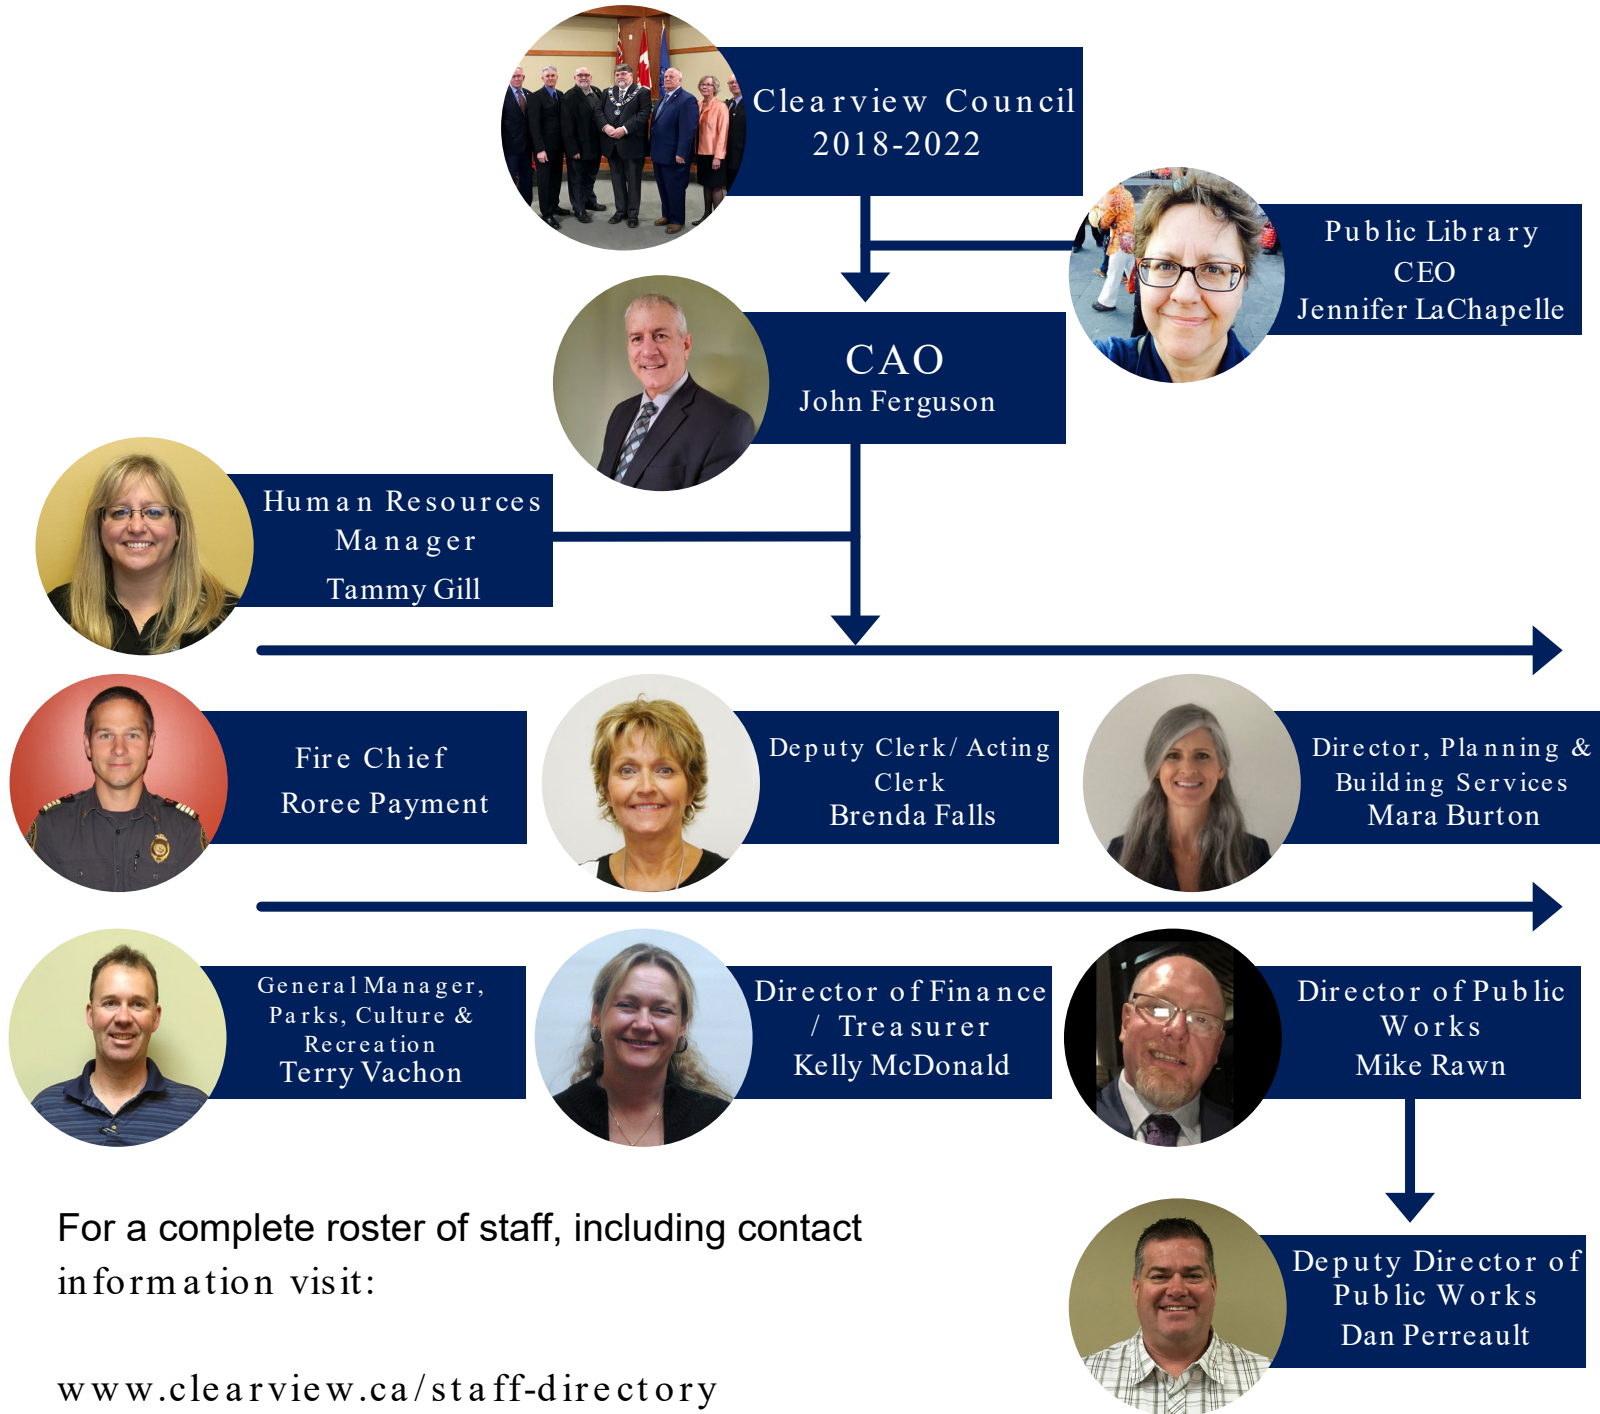 Clearview Council
2018-2022
Public Library
CEO
Jennifer LaChapelle
CAO
John Ferguson
Human Resources
Manager
Tammy Gill
Fire Chief
Roree Payment
Deputy Clerk/ Acting
Clerk
Brenda Falls
Director, Planning &
Building Services
Mara Burton
General Manager,
Parks, Culture &
Recreation
Terry Vachon
Director of Finance
/ Treasurer
Kelly McDonald
Director of Public
Works
Mike Rawn
Deputy Director of
Public Works
Dan Perreault
For a complete roster of staff, including contact
information visit:
www.clearview.ca/staff-directory